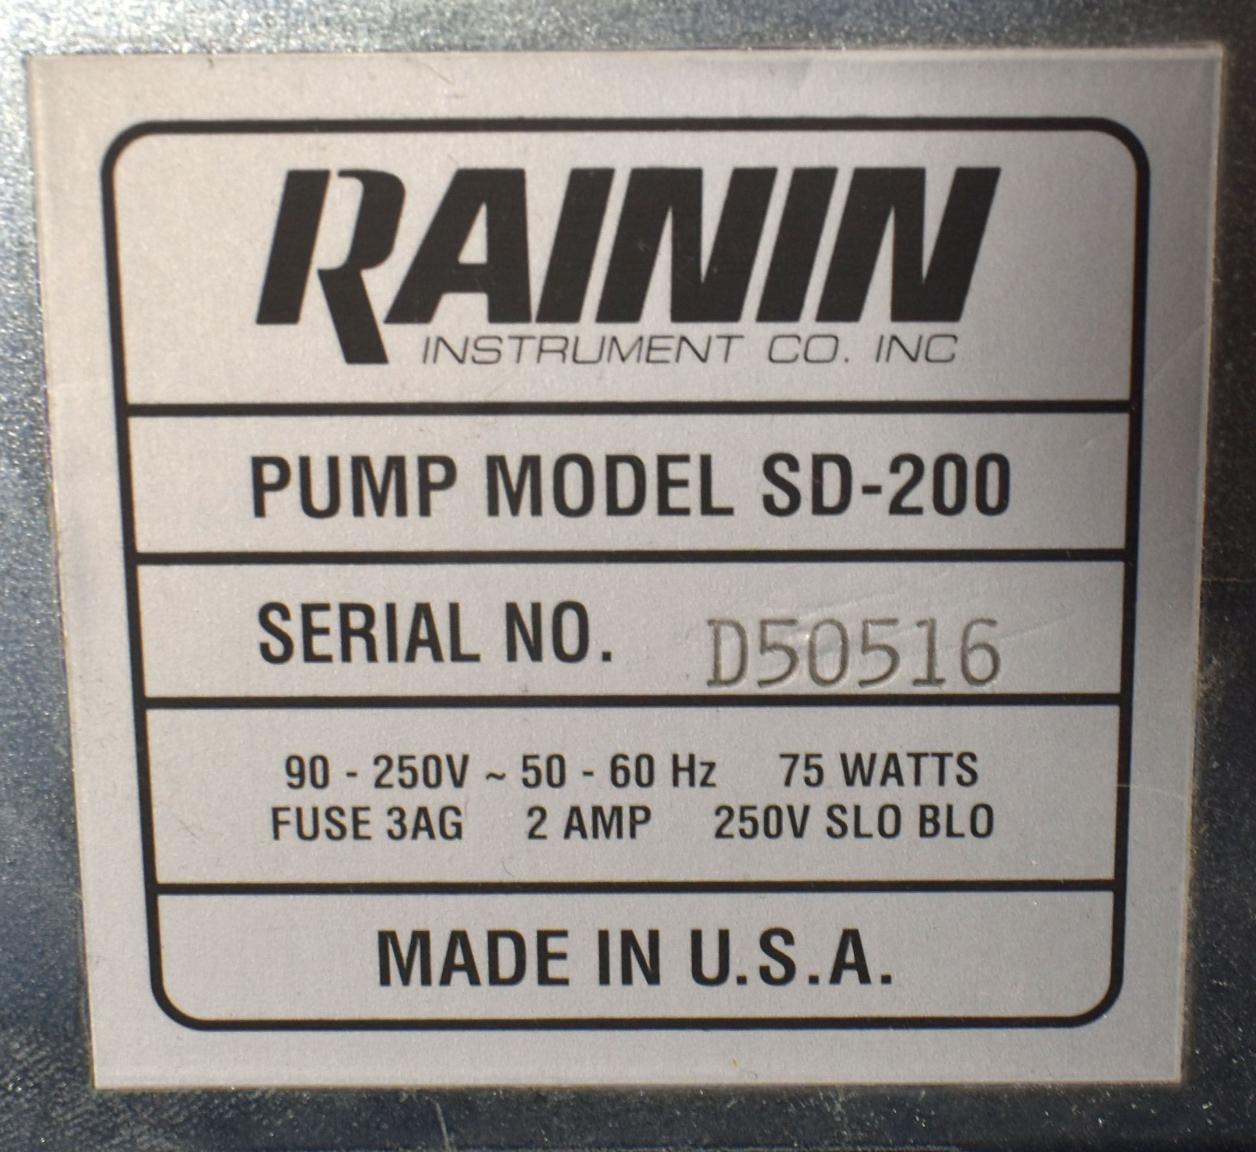 RAININ
INSTRUMENT CO. INC
PUMP MODEL SD-200
SERIAL NO. D50516
90 - 250V ~ 50 - 60 Hz 75 WATTS
FUSE 3AG 2 AMP 250V SLO BLO
MADE IN U.S.A.